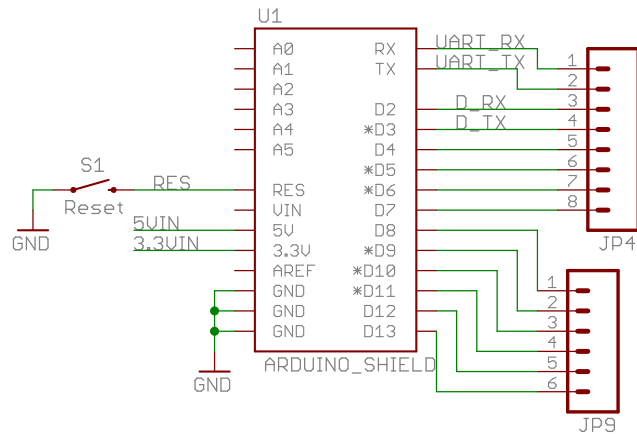 U1
A0 RX UART_RX
A1 TX UART_TX
A2
A3 D2 D_RX
A4 *D3 D_TX
A5 D4
*D5
S1
RES RES *D6
Reset
VIN D7
5VIN 5V D8
3.3VIN 3.3V *D9
AREF *D10
GND *D11
GND D12
GND D13
GND
ARDUINO_SHIELD
GND
1
2
3
4
5
6
7
8
JP4
1
2
3
4
5
6
JP9